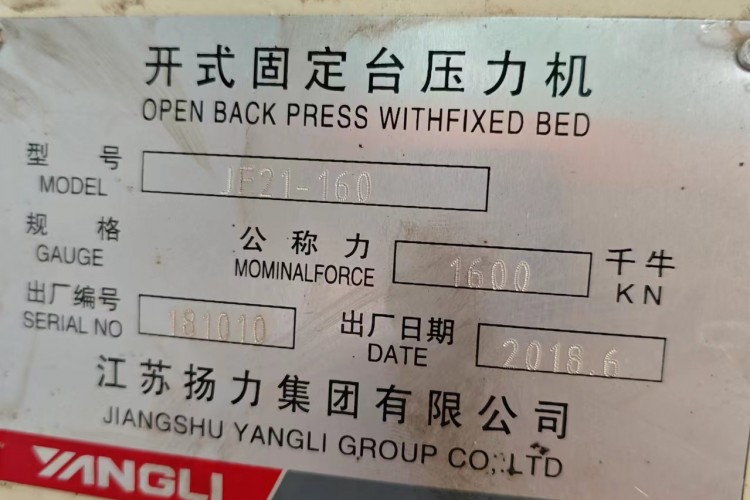 开式固定台压力机
OPEN BACK PRESS WITHFIXED BED
型号 JF21-160
MODEL
规格 公称力 1600 千牛
GAUGE MOMINALFORCE KN
出厂编号 181010 出厂日期 2018.6
SERIAL NO DATE
江苏扬力集团有限公司
JIANGSHU YANGLI GROUP CO,.LTD
YANGLI